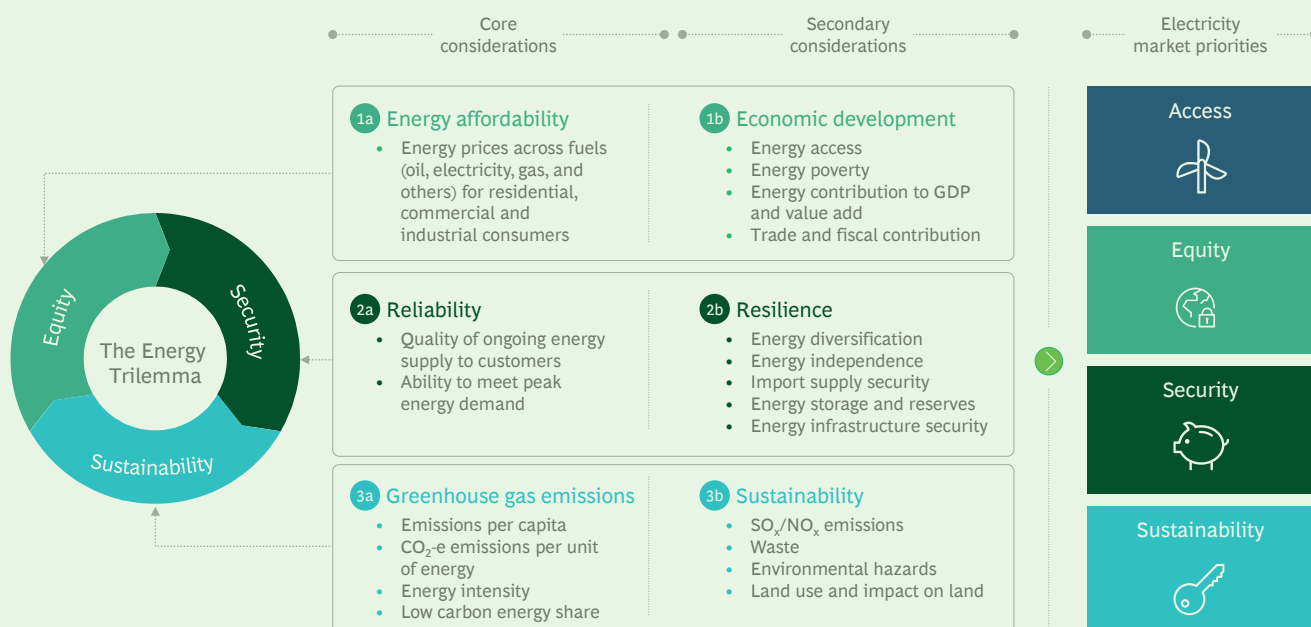 Core
considerations
Secondary
considerations
Electricity
market priorities
1a Energy affordability
• Energy prices across fuels
(oil, electricity, gas, and
others) for residential,
commercial and
industrial consumers
1b Economic development
• Energy access
• Energy poverty
• Energy contribution to GDP
and value add
• Trade and fiscal contribution
Access
Equity
Security
Sustainability
The Energy
Trilemma
2a Reliability
• Quality of ongoing energy
supply to customers
• Ability to meet peak
energy demand
2b Resilience
• Energy diversification
• Energy independence
• Import supply security
• Energy storage and reserves
• Energy infrastructure security
Equity
Security
3a Greenhouse gas emissions
• Emissions per capita
• CO₂-e emissions per unit
of energy
• Energy intensity
• Low carbon energy share
3b Sustainability
• SOₓ/NOₓ emissions
• Waste
• Environmental hazards
• Land use and impact on land
Sustainability